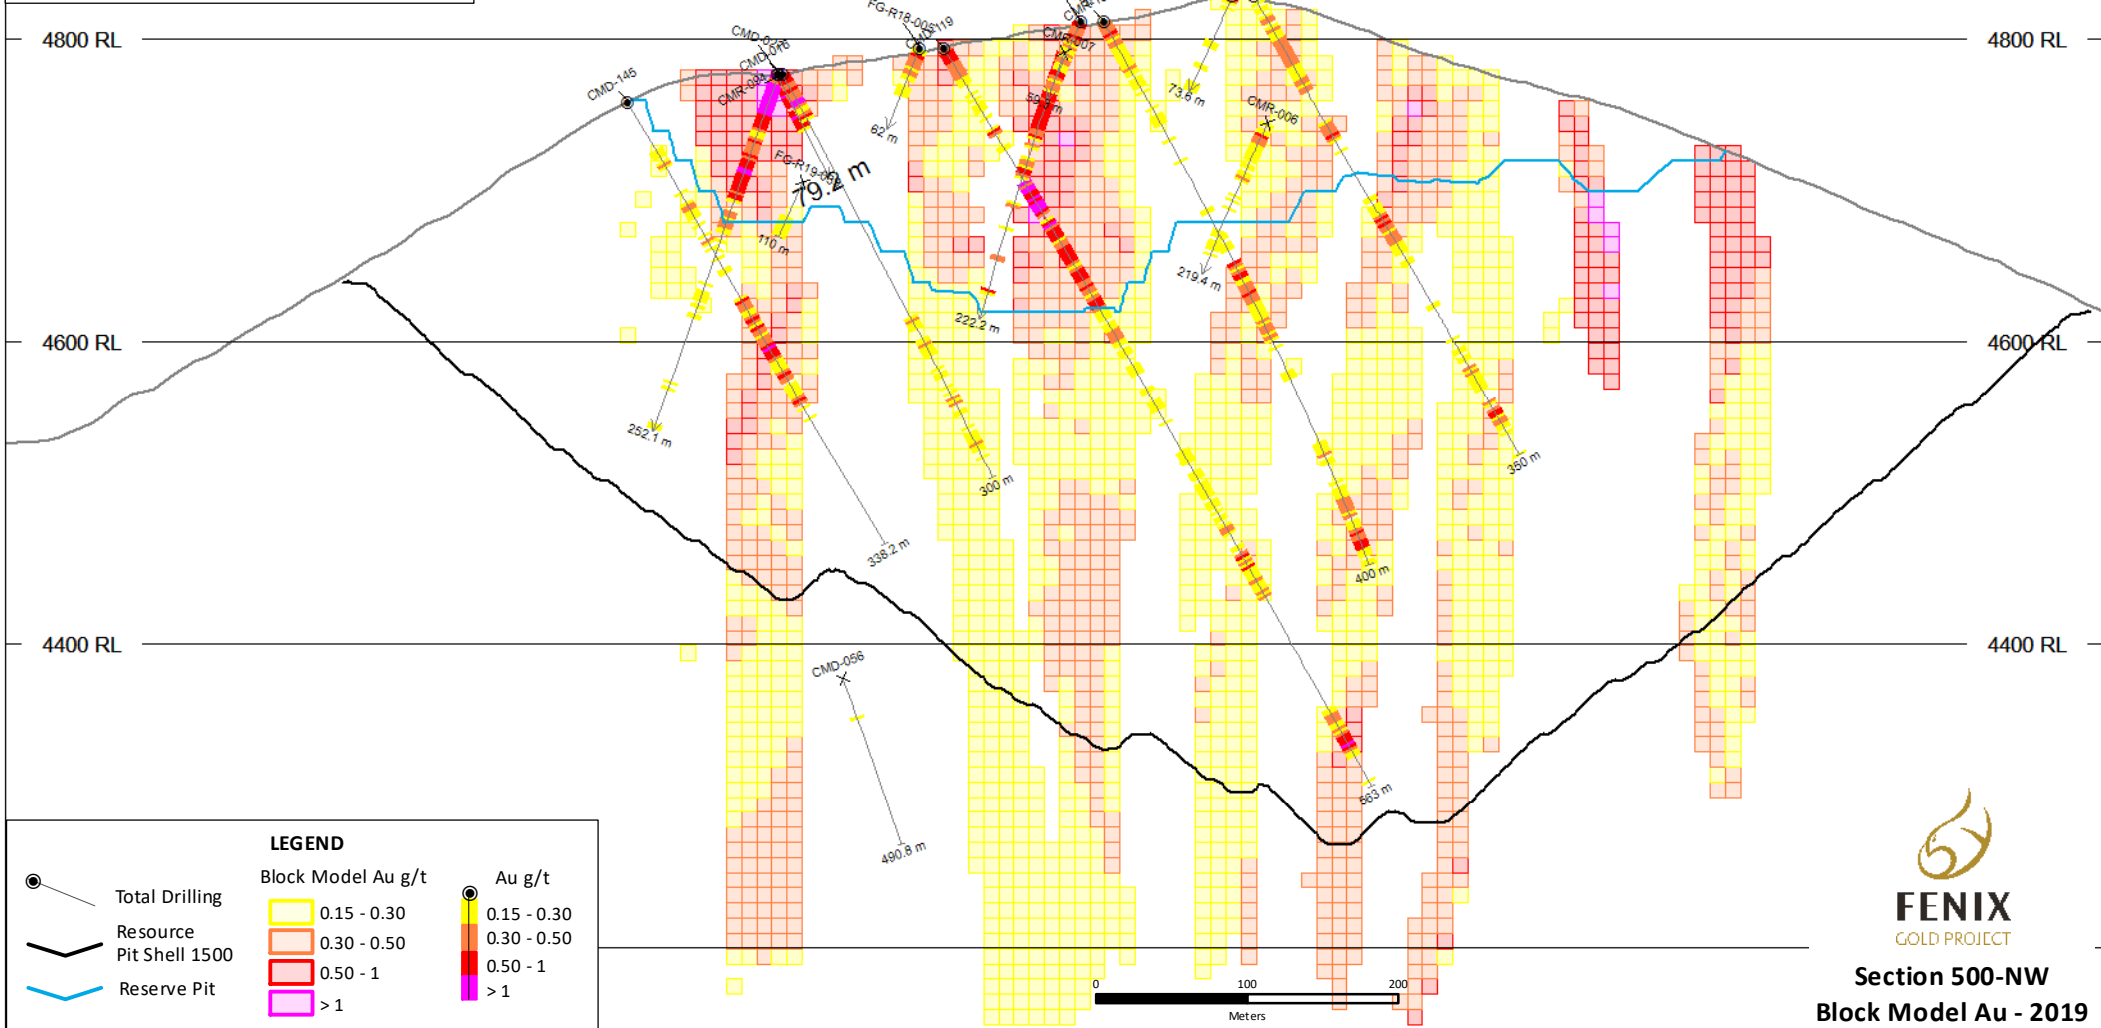 4800 RL
4800 RL
FG-R18-005
CMD-119
CMR-007
CMD-145
CMR-006
59.3 m
73.6 m
62 m
79.2 m
110 m
219.4 m
222.2 m
4600 RL
4600 RL
252.1 m
350 m
300 m
338.2 m
400 m
4400 RL
4400 RL
CMD-056
563 m
490.8 m
LEGEND
Block Model Au g/t
Au g/t
Total Drilling
0.15 - 0.30
0.15 - 0.30
Resource
Pit Shell 1500
0.30 - 0.50
0.30 - 0.50
0.50 - 1
0.50 - 1
Reserve Pit
> 1
> 1
0
100
200
Meters
FENIX
GOLD PROJECT
Section 500-NW
Block Model Au - 2019